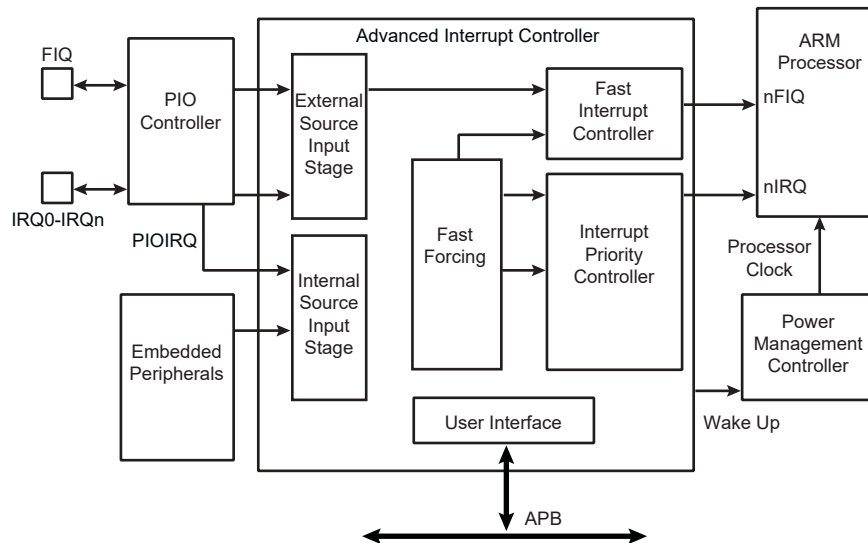 FIQ
PIO
Controller
IRQ0-IRQn
PIOIRQ
Embedded
Peripherals
Advanced Interrupt Controller
External
Source
Input
Stage
Internal
Source
Input
Stage
Fast
Forcing
Fast
Interrupt
Controller
Interrupt
Priority
Controller
User Interface
APB
ARM
Processor
nFIQ
nIRQ
Processor
Clock
Power
Management
Controller
Wake Up